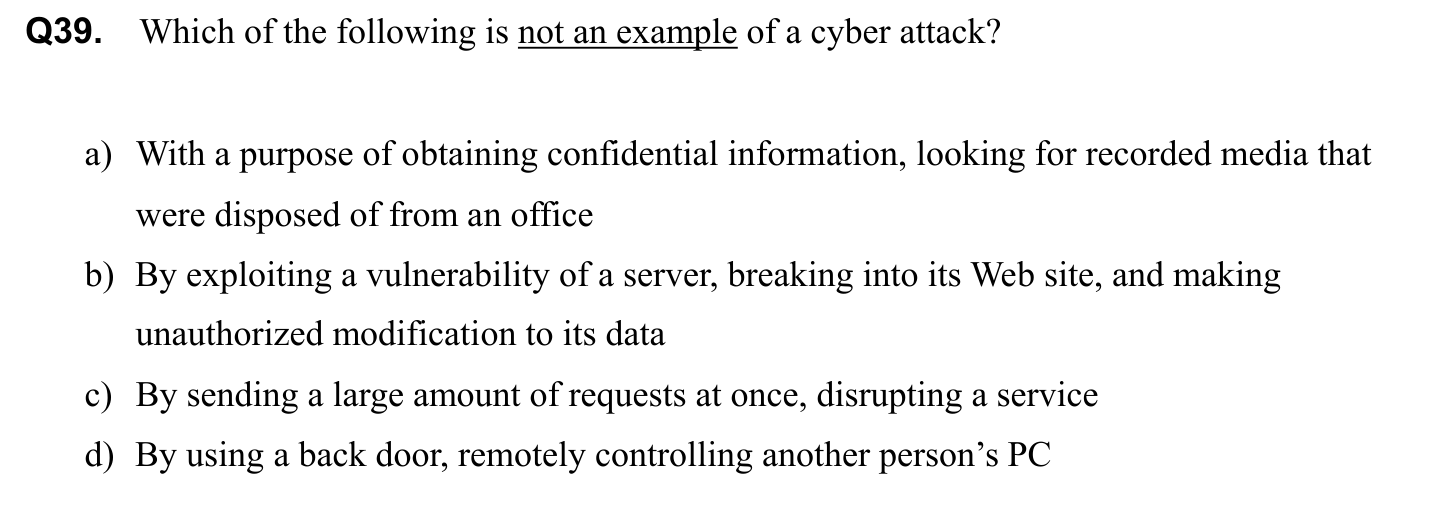 Q39. Which of the following is not an example of a cyber attack?
a) With a purpose of obtaining confidential information, looking for recorded media that
were disposed of from an office
b) By exploiting a vulnerability of a server, breaking into its Web site, and making
unauthorized modification to its data
c) By sending a large amount of requests at once, disrupting a service
d) By using a back door, remotely controlling another person’s PC